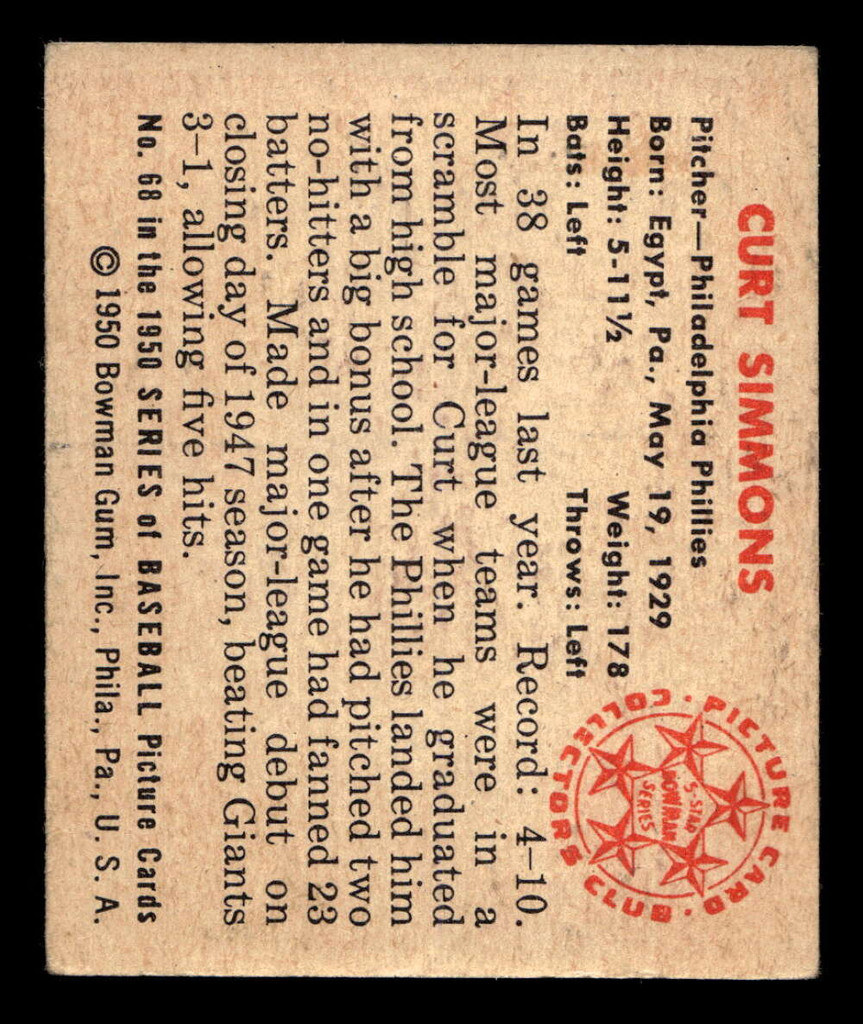 CURT SIMMONS
Pitcher—Philadelphia Phillies
Born: Egypt, Pa., May 19, 1929
Height: 5-11½ Weight: 178
Bats: Left Throws: Left
In 38 games last year. Record: 4–10.
Most major-league teams were in a
scramble for Curt when he graduated
from high school. The Phillies landed him
with a big bonus after he had pitched two
no-hitters and in one game had fanned 23
batters. Made major-league debut on
closing day of 1947 season, beating Giants
3–1, allowing five hits.
No. 68 in the 1950 SERIES of BASEBALL Picture Cards
© 1950 Bowman Gum, Inc., Phila., Pa., U. S. A.
· PICTURE CARD · COLLECTORS CLUB
5-STAR
BOWMAN
SERIES